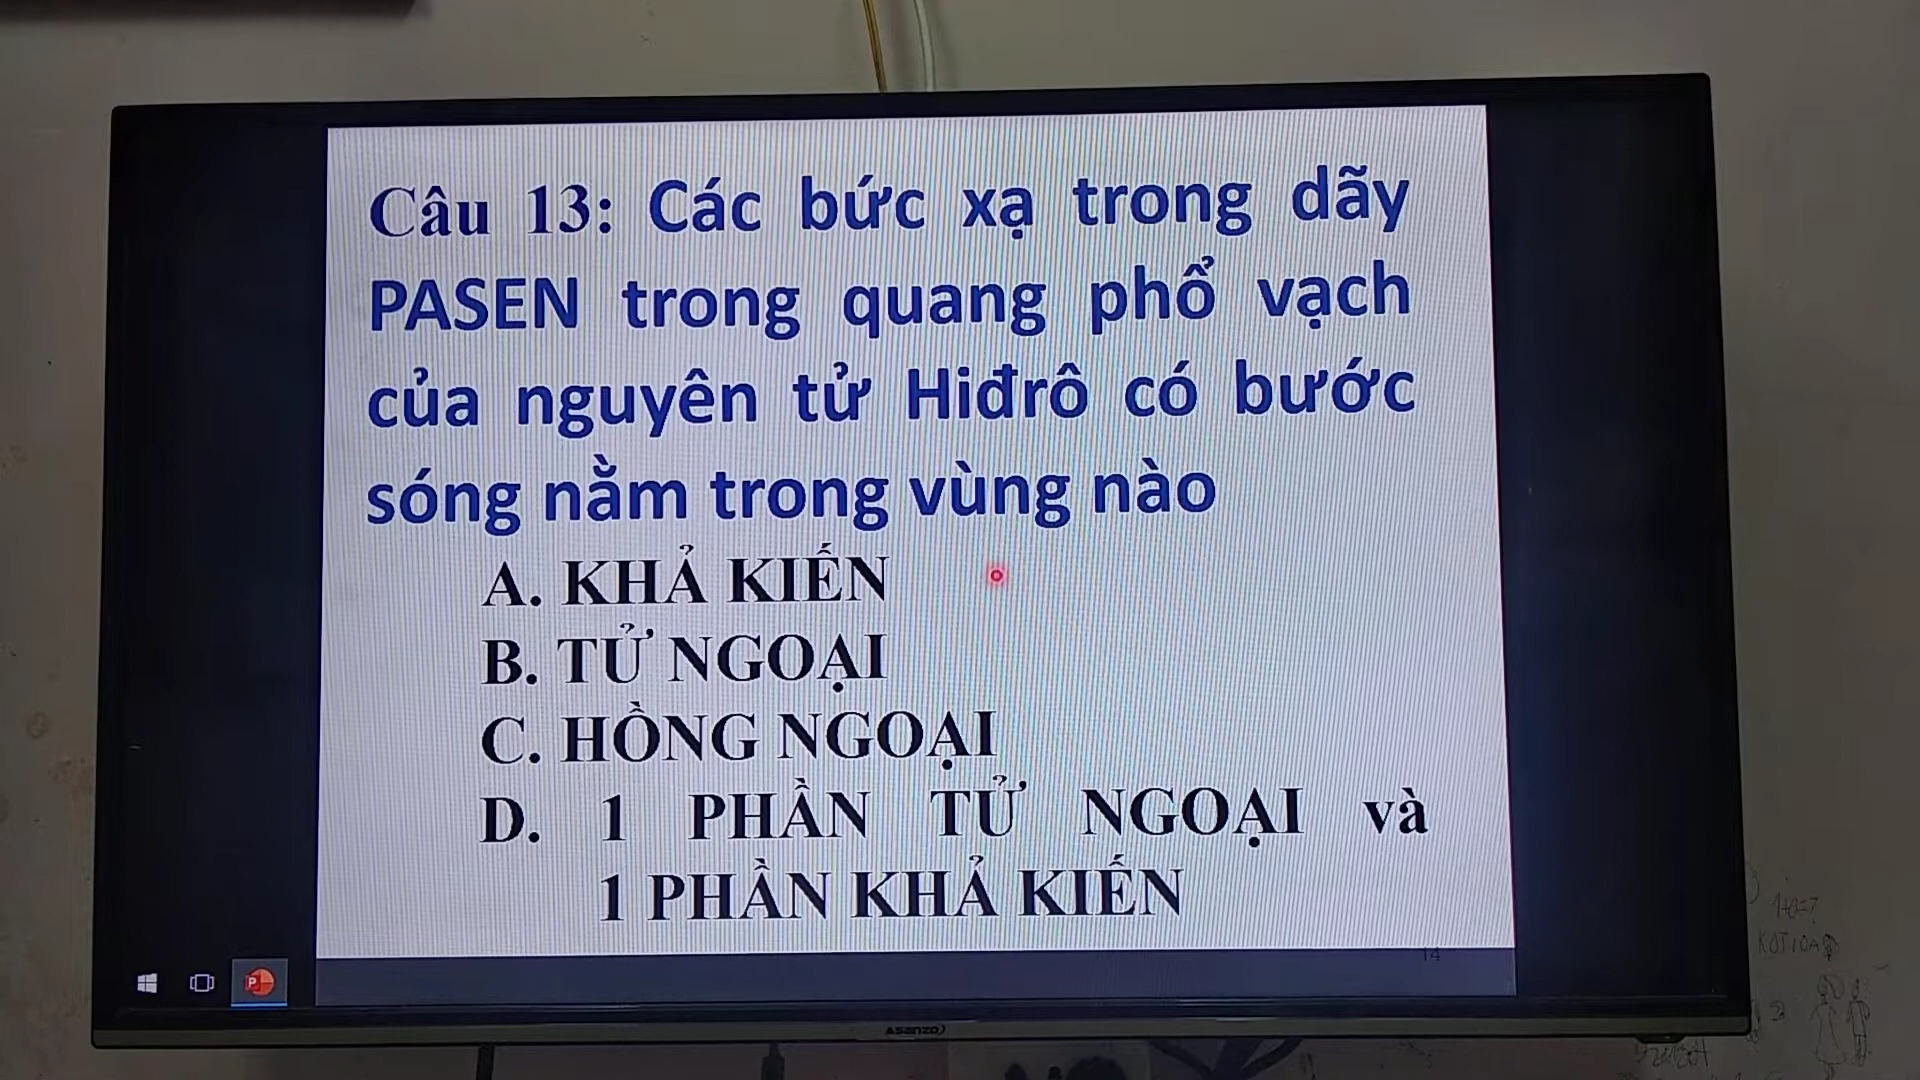 Câu 13: Các bức xạ trong dãy
PASEN trong quang phổ vạch
của nguyên tử Hiđrô có bước
sóng nằm trong vùng nào
A. KHẢ KIẾN
B. TỬ NGOẠI
C. HỒNG NGOẠI
D. 1 PHẦN TỬ NGOẠI và
1 PHẦN KHẢ KIẾN
14
Asanzo